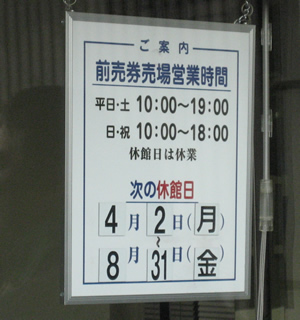 ご案内
前売券売場営業時間
平日・土 10:00～19:00
日・祝 10:00～18:00
休館日は休業
次の休館日
4月2日(月)
～
8月31日(金)